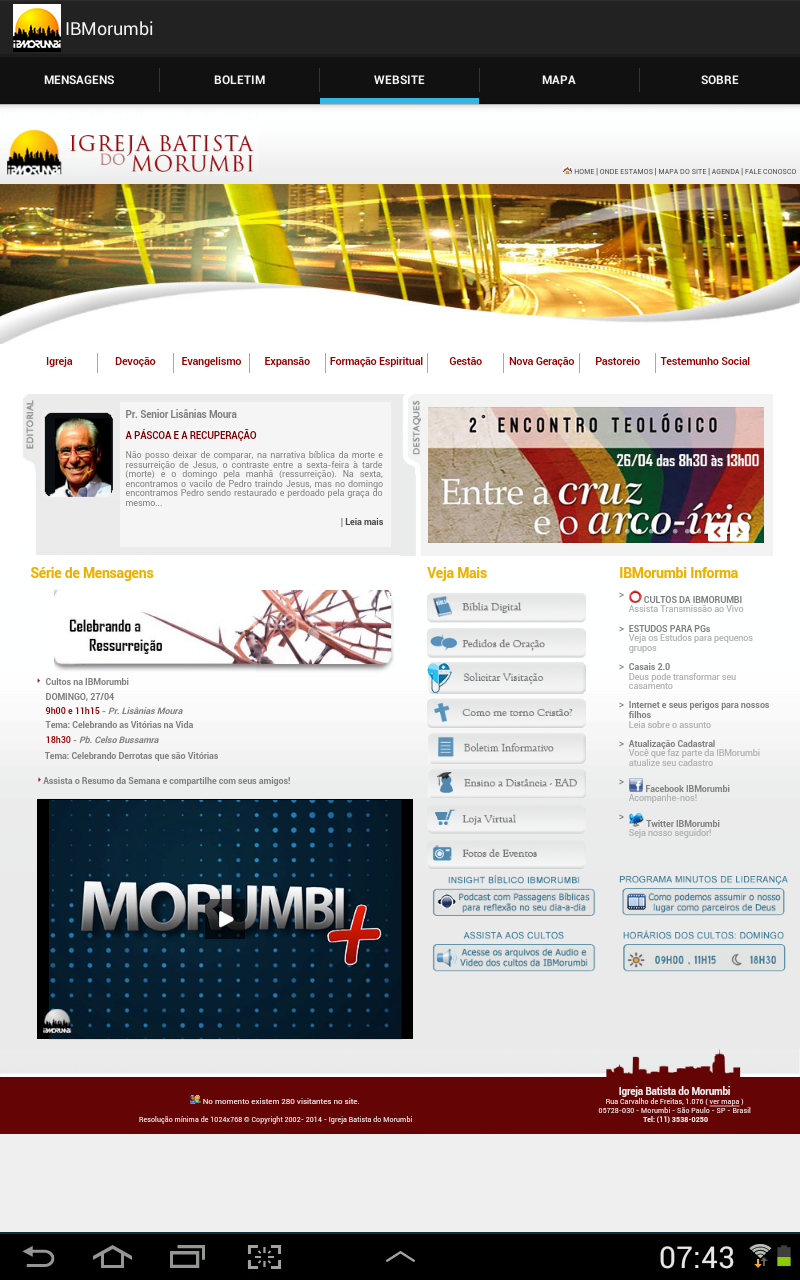 IBMORUMBI
IBMorumbi
MENSAGENS
BOLETIM
WEBSITE
MAPA
SOBRE
IBMORUMBI
IGREJA BATISTA
DO MORUMBI
HOME | ONDE ESTAMOS | MAPA DO SITE | AGENDA | FALE CONOSCO
Igreja
Devoção
Evangelismo
Expansão
Formação Espiritual
Gestão
Nova Geração
Pastoreio
Testemunho Social
EDITORIAL
Pr. Senior Lisânias Moura
A PÁSCOA E A RECUPERAÇÃO
Não posso deixar de comparar, na narrativa bíblica da morte e
ressurreição de Jesus, o contraste entre a sexta-feira à tarde
(morte) e o domingo pela manhã (ressurreição). Na sexta,
encontramos o vacilo de Pedro traindo Jesus, mas no domingo
encontramos Pedro sendo restaurado e perdoado pela graça do
mesmo...
| Leia mais
DESTAQUES
2° ENCONTRO TEOLÓGICO
26/04 das 8h30 às 13h00
Entre a cruz
e o arco-íris
Série de Mensagens
Celebrando a
Ressurreição
Cultos na IBMorumbi
DOMINGO, 27/04
9h00 e 11h15 - Pr. Lisânias Moura
Tema: Celebrando as Vitórias na Vida
18h30 - Pb. Celso Bussamra
Tema: Celebrando Derrotas que são Vitórias
Assista o Resumo da Semana e compartilhe com seus amigos!
MORUMBI+
IBMORUMBI
Veja Mais
BÍBLIA
Bíblia Digital
Pedidos de Oração
Solicitar Visitação
Como me torno Cristão?
Boletim Informativo
Ensino a Distância - EAD
Loja Virtual
Fotos de Eventos
INSIGHT BÍBLICO IBMORUMBI
Podcast com Passagens Bíblicas
para reflexão no seu dia-a-dia
ASSISTA AOS CULTOS
Acesse os arquivos de Audio e
Video dos cultos da IBMorumbi
IBMorumbi Informa
> CULTOS DA IBMORUMBI
Assista Transmissão ao Vivo
> ESTUDOS PARA PGs
Veja os Estudos para pequenos
grupos
> Casais 2.0
Deus pode transformar seu
casamento
> Internet e seus perigos para nossos
filhos
Leia sobre o assunto
> Atualização Cadastral
Você que faz parte da IBMorumbi
atualize seu cadastro
> f Facebook IBMorumbi
Acompanhe-nos!
> Twitter IBMorumbi
Seja nosso seguidor!
PROGRAMA MINUTOS DE LIDERANÇA
Como podemos assumir o nosso
lugar como parceiros de Deus
HORÁRIOS DOS CULTOS: DOMINGO
09H00 . 11H15 18H30
No momento existem 280 visitantes no site.
Resolução mínima de 1024x768 © Copyright 2002- 2014 - Igreja Batista do Morumbi
Igreja Batista do Morumbi
Rua Carvalho de Freitas, 1.076 ( ver mapa )
05728-030 - Morumbi - São Paulo - SP - Brasil
Tel: (11) 3538-0250
07:43